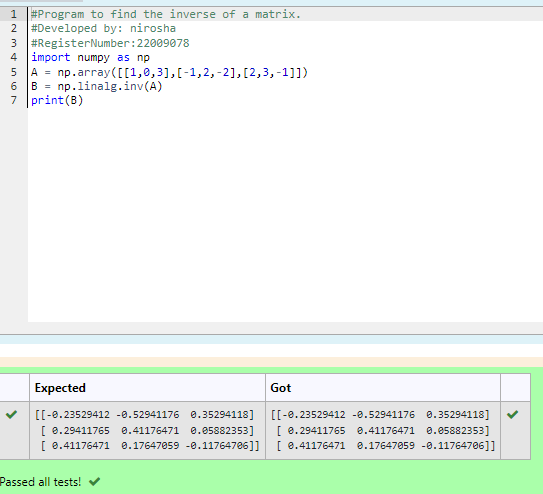 1 #Program to find the inverse of a matrix.
2 #Developed by: nirosha
3 #RegisterNumber:22009078
4 import numpy as np
5 A = np.array([[1,0,3],[-1,2,-2],[2,3,-1]])
6 B = np.linalg.inv(A)
7 print(B)
Expected Got
[[-0.23529412 -0.52941176 0.35294118] [[-0.23529412 -0.52941176 0.35294118]
[ 0.29411765 0.41176471 0.05882353] [ 0.29411765 0.41176471 0.05882353]
[ 0.41176471 0.17647059 -0.11764706]] [ 0.41176471 0.17647059 -0.11764706]]
Passed all tests!